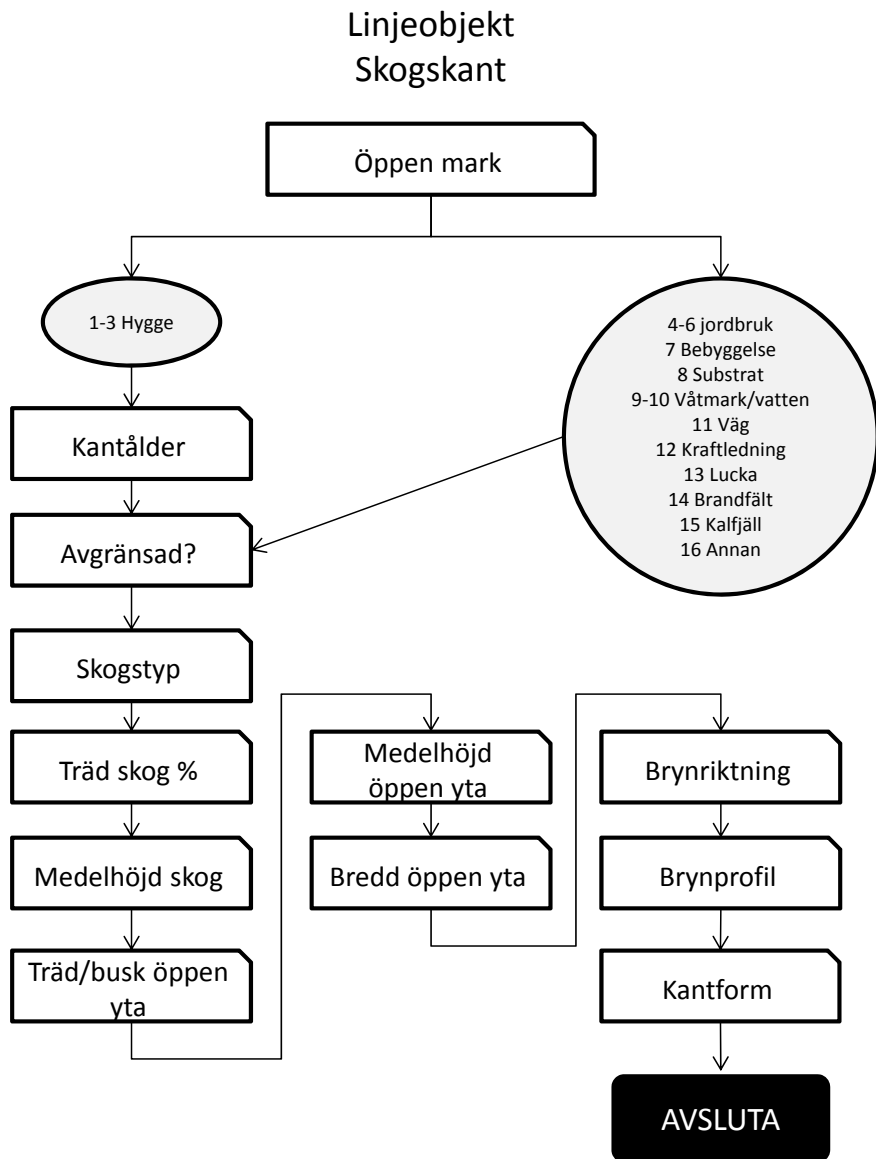 Linjeobjekt
Skogskant
Öppen mark
1-3 Hygge
4-6 jordbruk
7 Bebyggelse
8 Substrat
9-10 Våtmark/vatten
11 Väg
12 Kraftledning
13 Lucka
14 Brandfält
15 Kalfjäll
16 Annan
Kantålder
Avgränsad?
Skogstyp
Träd skog %
Medelhöjd skog
Träd/busk öppen
yta
Medelhöjd
öppen yta
Bredd öppen yta
Brynriktning
Brynprofil
Kantform
AVSLUTA